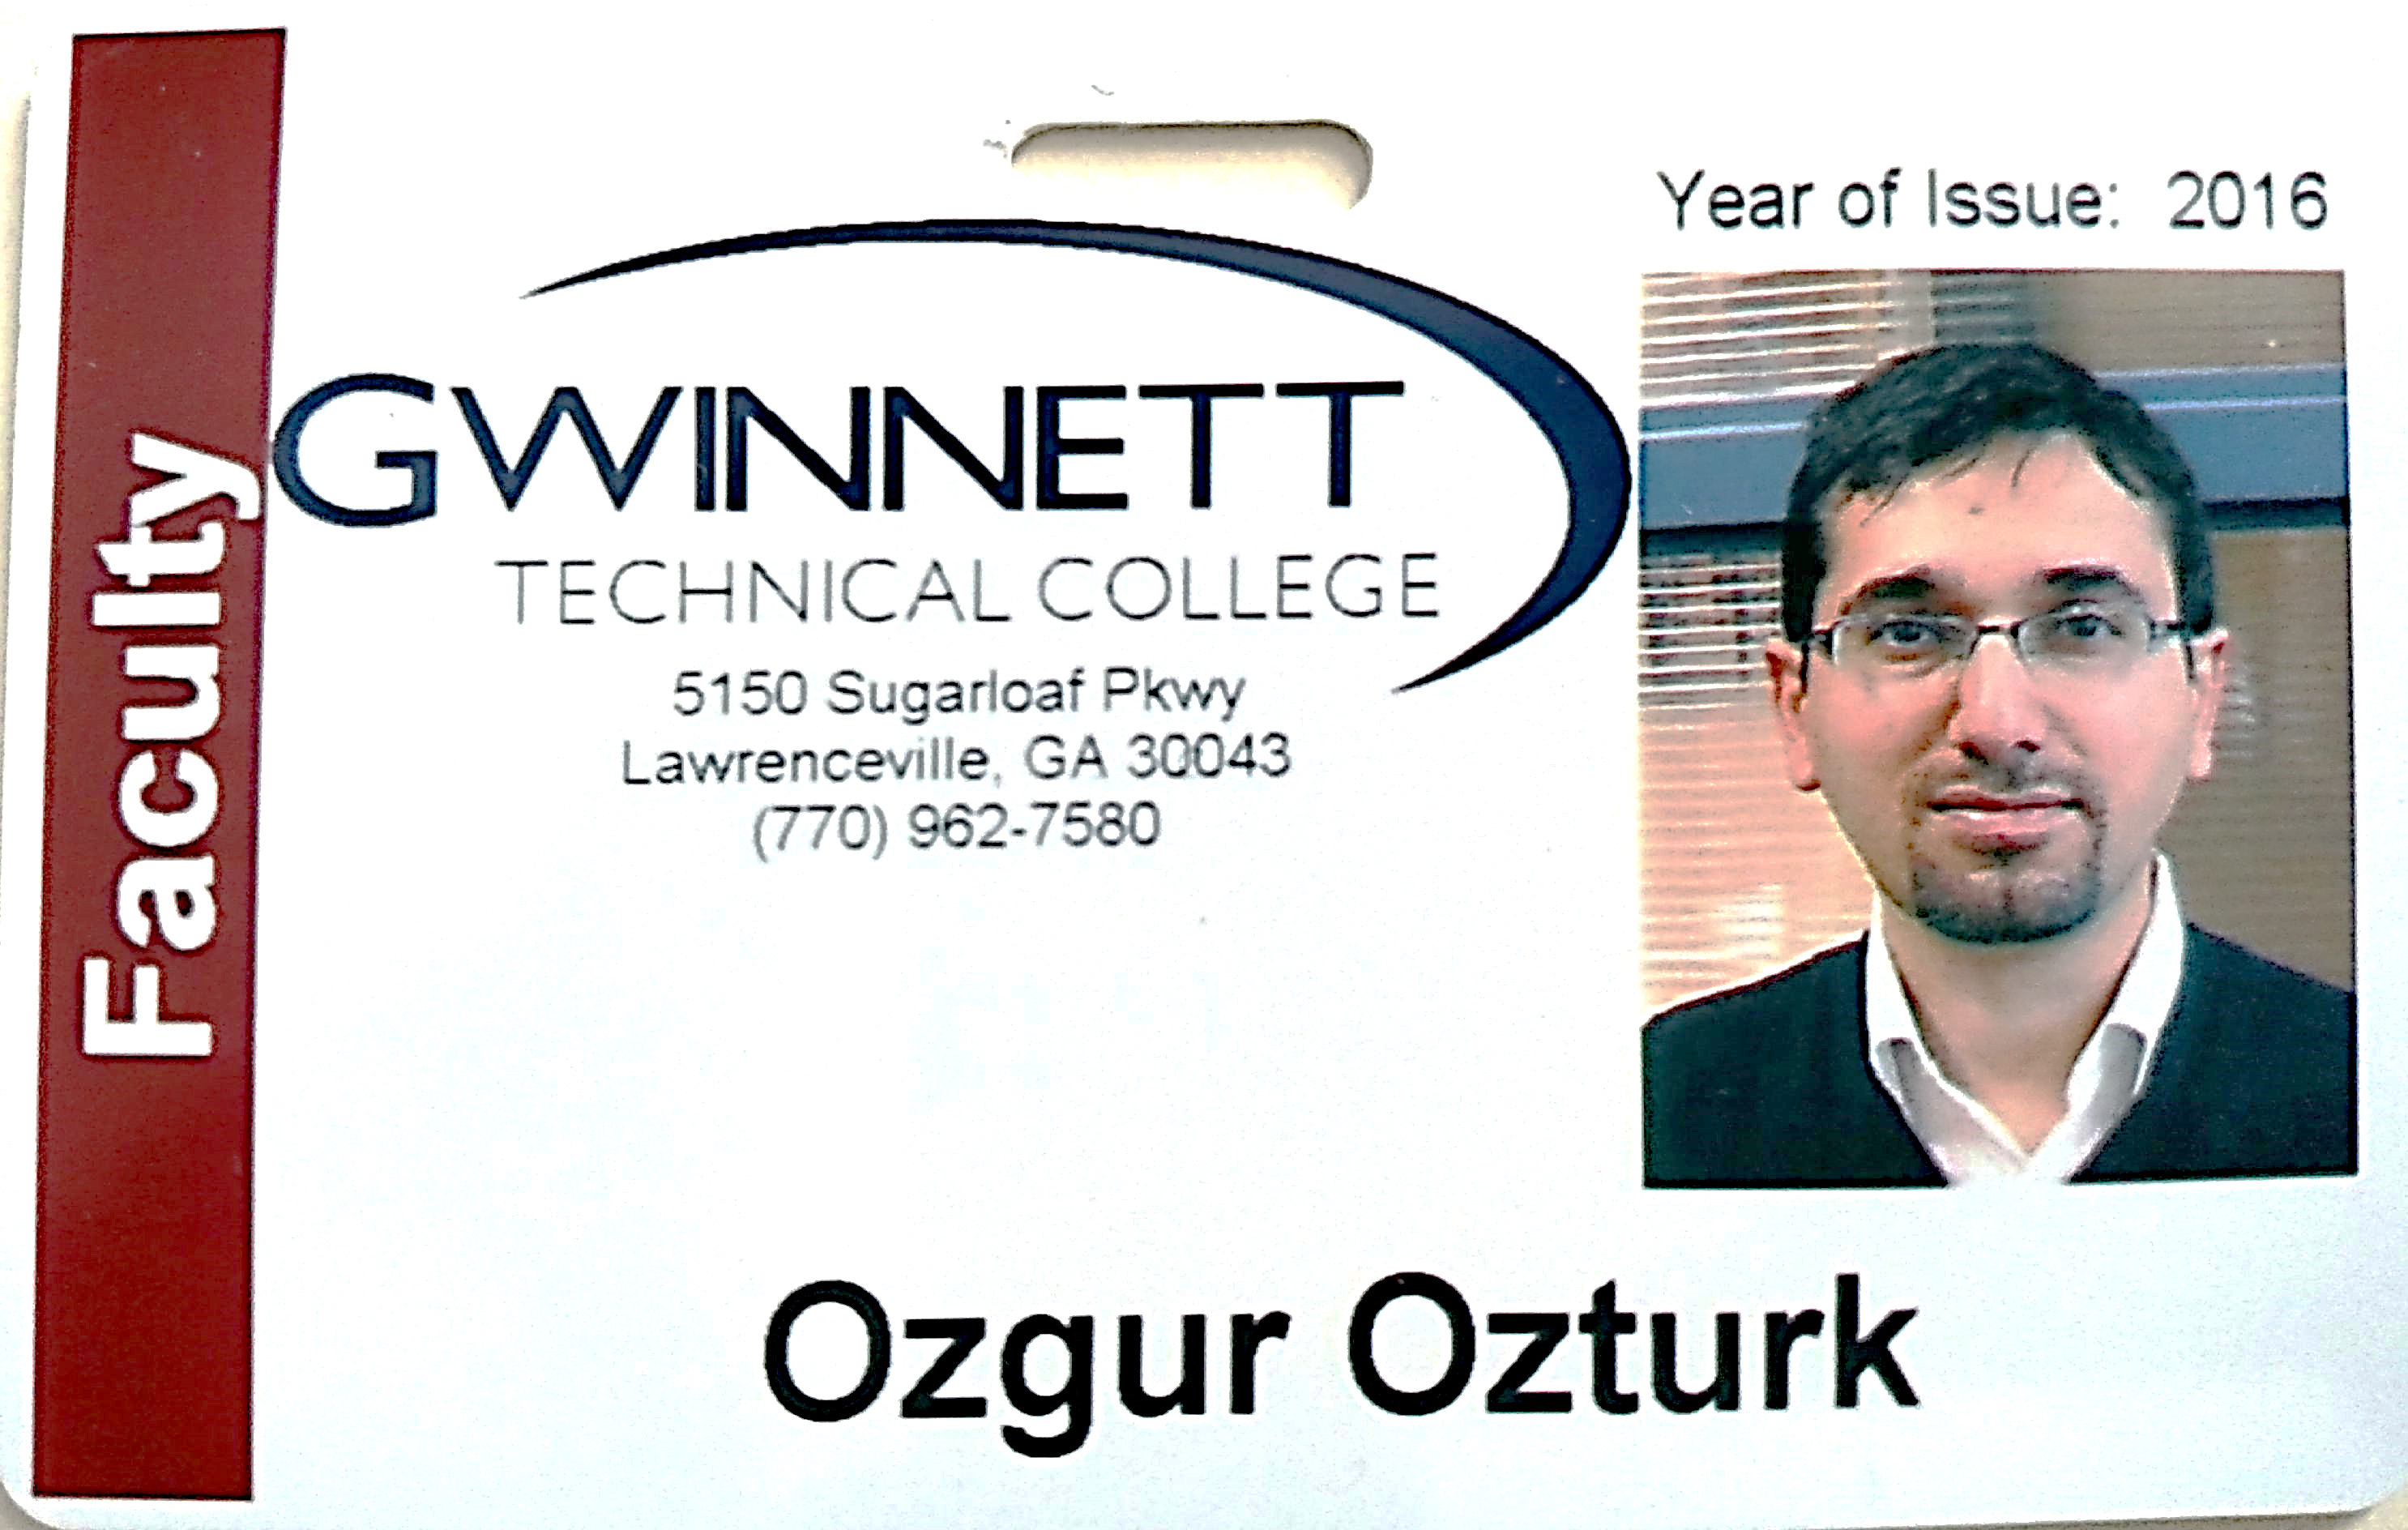 Faculty
Year of Issue: 2016
GWINNETT
TECHNICAL COLLEGE
5150 Sugarloaf Pkwy
Lawrenceville, GA 30043
(770) 962-7580
Ozgur Ozturk